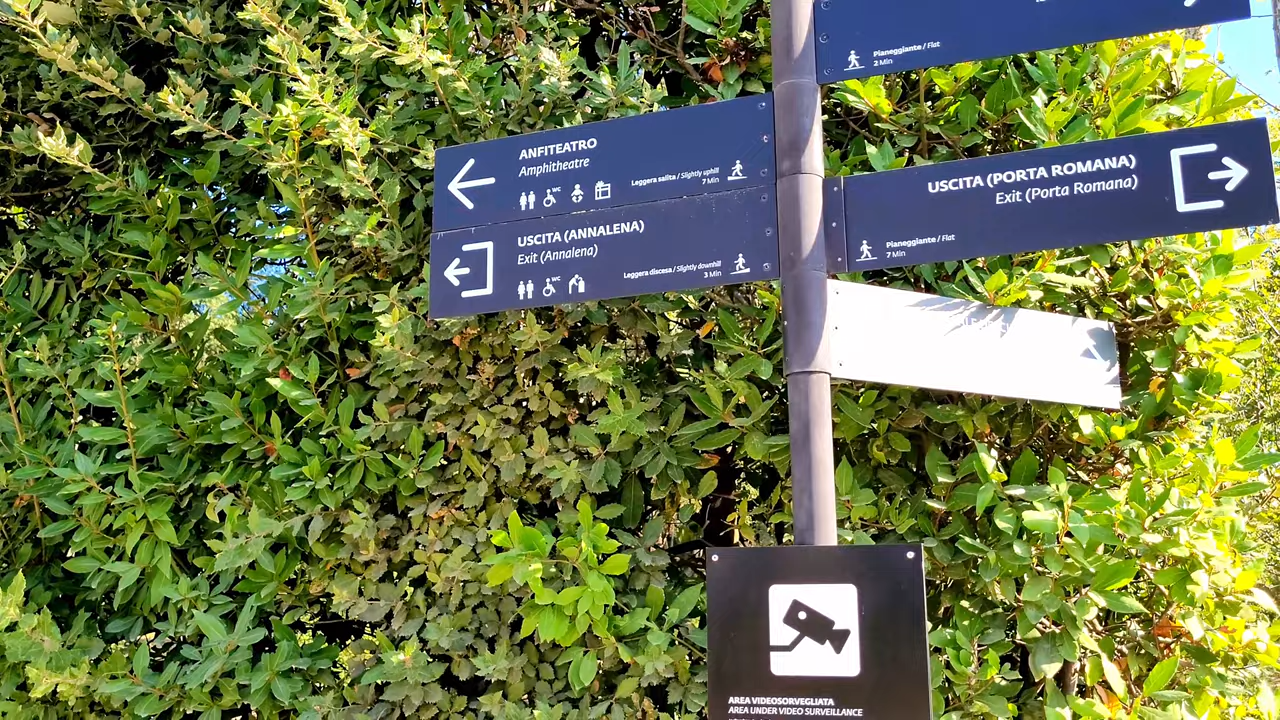 Pianeggiante / Flat
2 Min
ANFITEATRO
Amphitheatre
WC
Leggera salita / Slightly uphill
7 Min
USCITA (ANNALENA)
Exit (Annalena)
WC
Leggera discesa / Slightly downhill
3 Min
USCITA (PORTA ROMANA)
Exit (Porta Romana)
Pianeggiante / Flat
7 Min
AREA VIDEOSORVEGLIATA
AREA UNDER VIDEO SURVEILLANCE